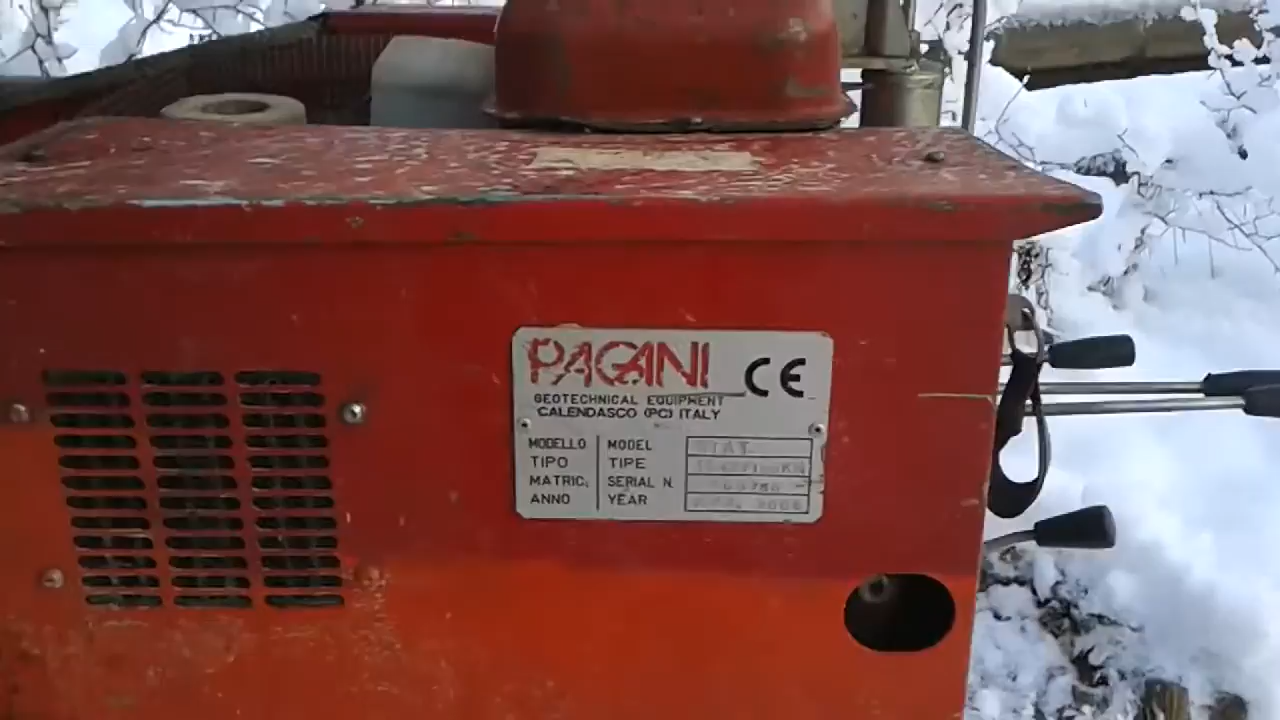 PAGANI CE
GEOTECHNICAL EQUIPMENT
CALENDASCO (PC) ITALY
MODELLO MODEL
TIPO TIPE
MATRIC. SERIAL N.
ANNO YEAR